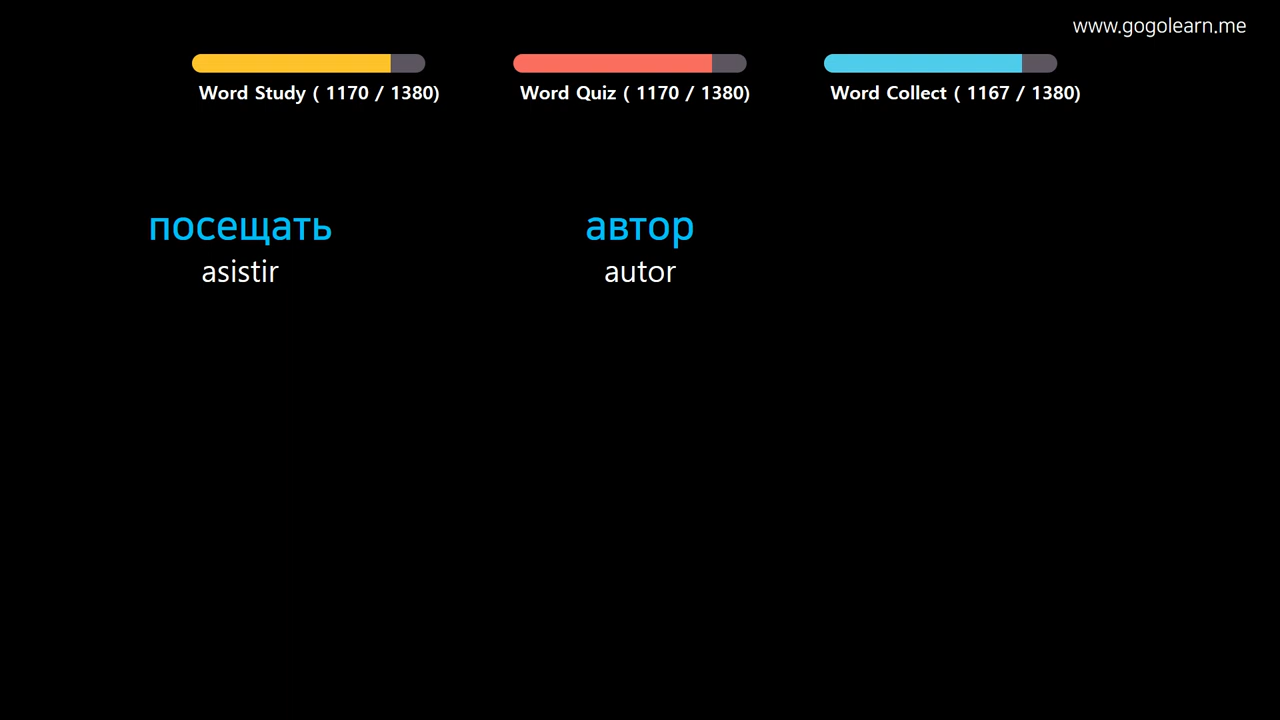 www.gogolearn.me
Word Study ( 1170 / 1380)
Word Quiz ( 1170 / 1380)
Word Collect ( 1167 / 1380)
посещать
asistir
автор
autor